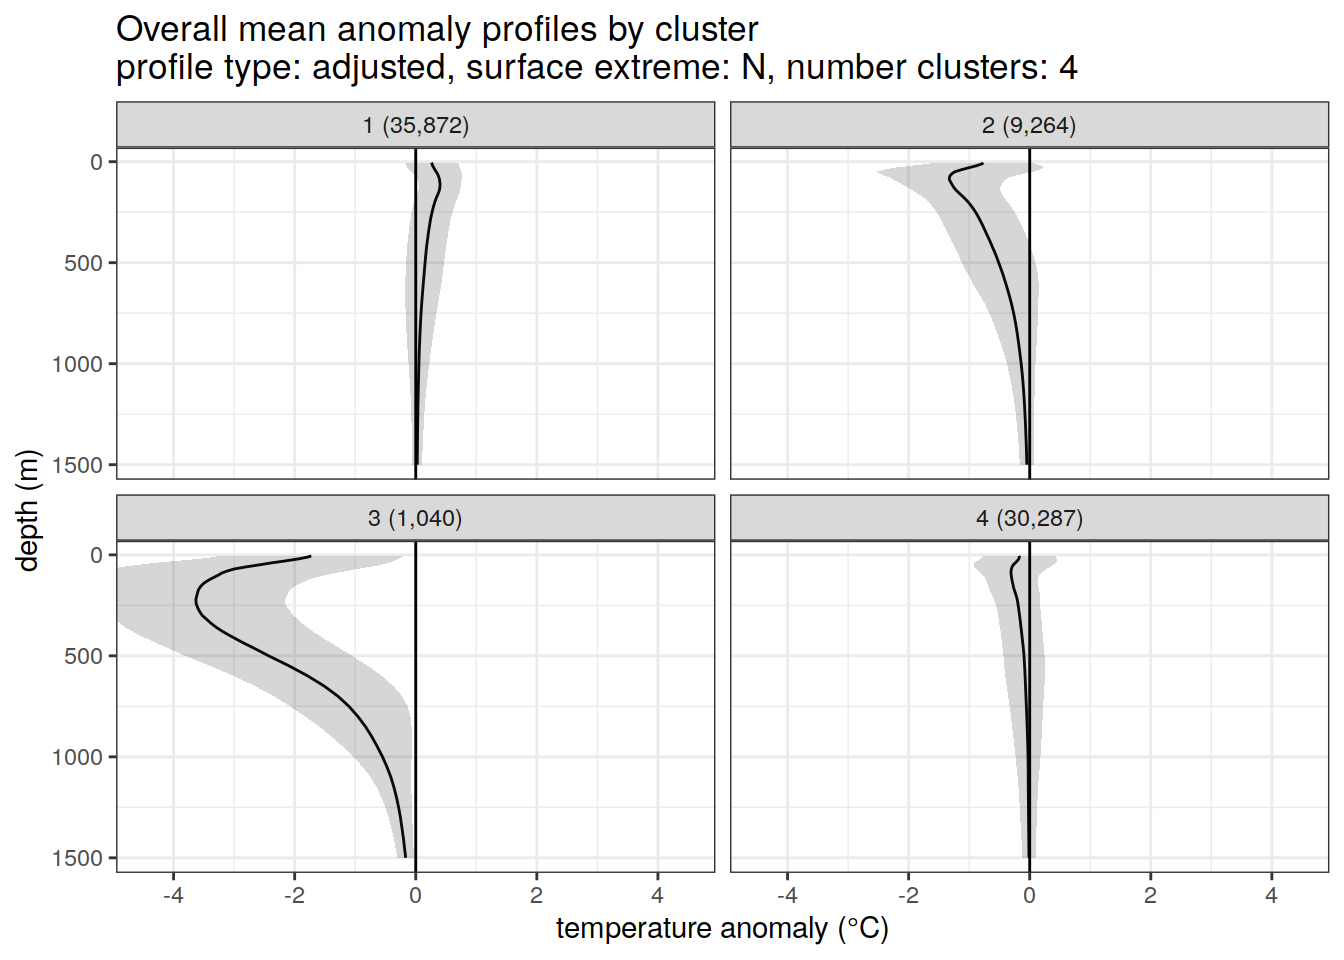 Overall mean anomaly profiles by cluster
profile type: adjusted, surface extreme: N, number clusters: 4
1 (35,872)
2 (9,264)
0
500
1000
1500
3 (1,040)
4 (30,287)
0
500
1000
1500
depth (m)
-4 -2 0 2 4
-4 -2 0 2 4
temperature anomaly (°C)